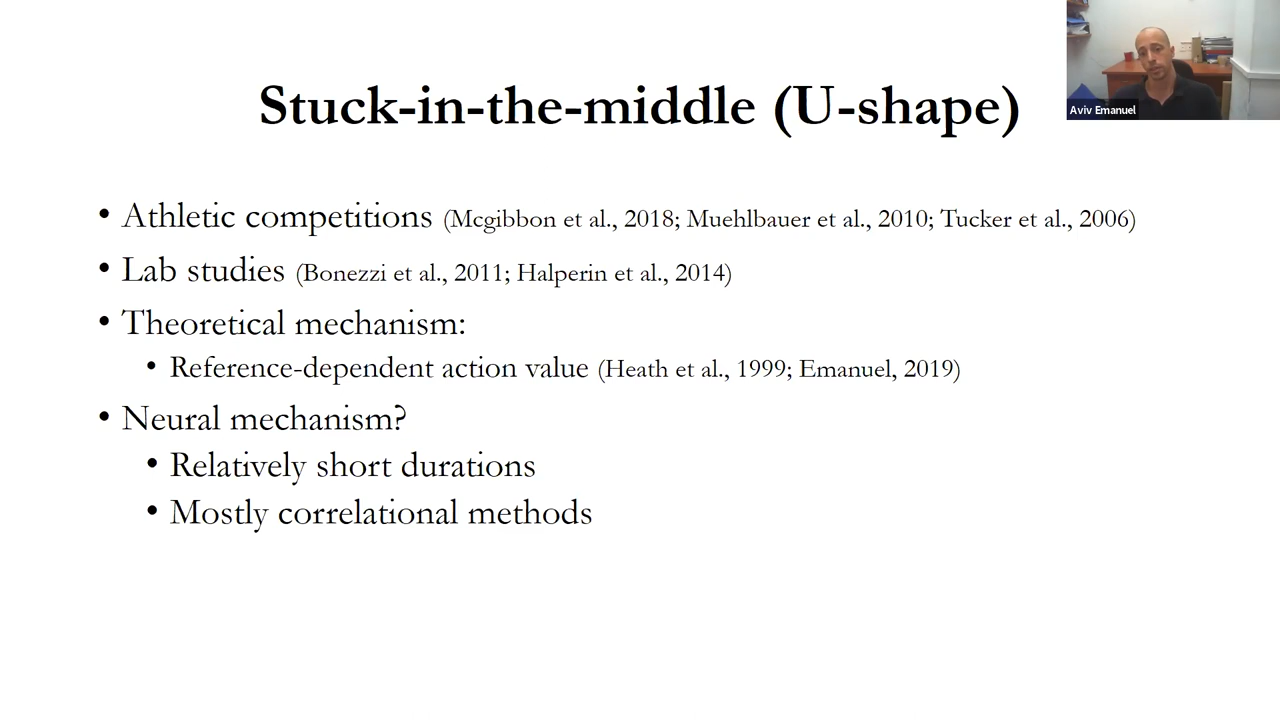 Stuck-in-the-middle (U-shape)
Aviv Emanuel
• Athletic competitions (Mcgibbon et al., 2018; Muehlbauer et al., 2010; Tucker et al., 2006)
• Lab studies (Bonezzi et al., 2011; Halperin et al., 2014)
• Theoretical mechanism:
• Reference-dependent action value (Heath et al., 1999; Emanuel, 2019)
• Neural mechanism?
• Relatively short durations
• Mostly correlational methods